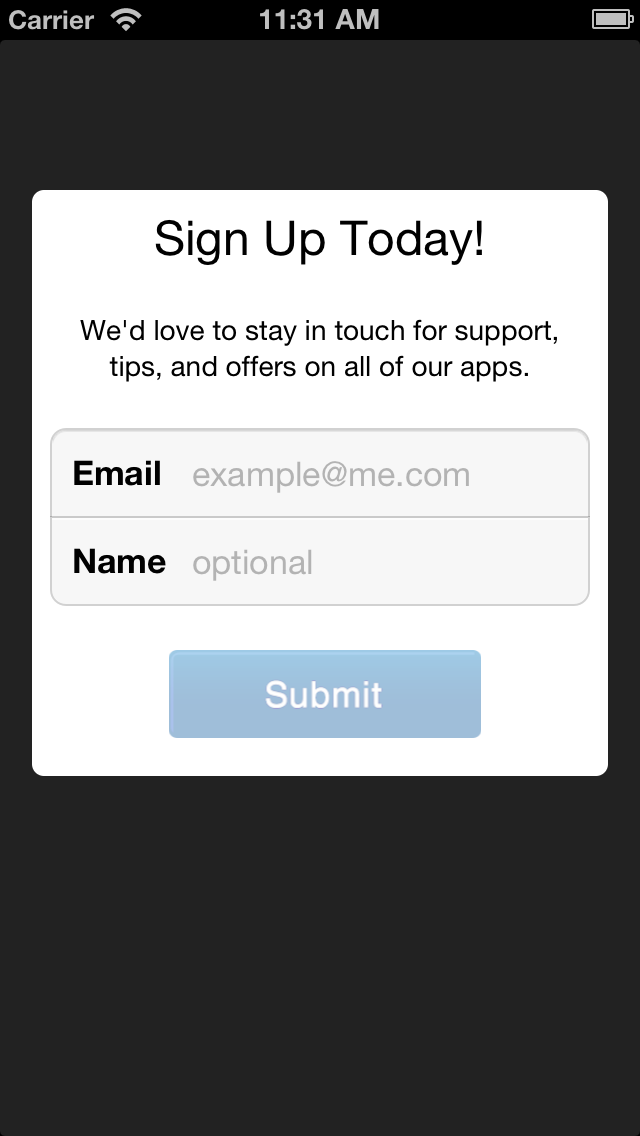 Carrier 11:31 AM
Sign Up Today!
We'd love to stay in touch for support,
tips, and offers on all of our apps.
Email example@me.com
Name optional
Submit